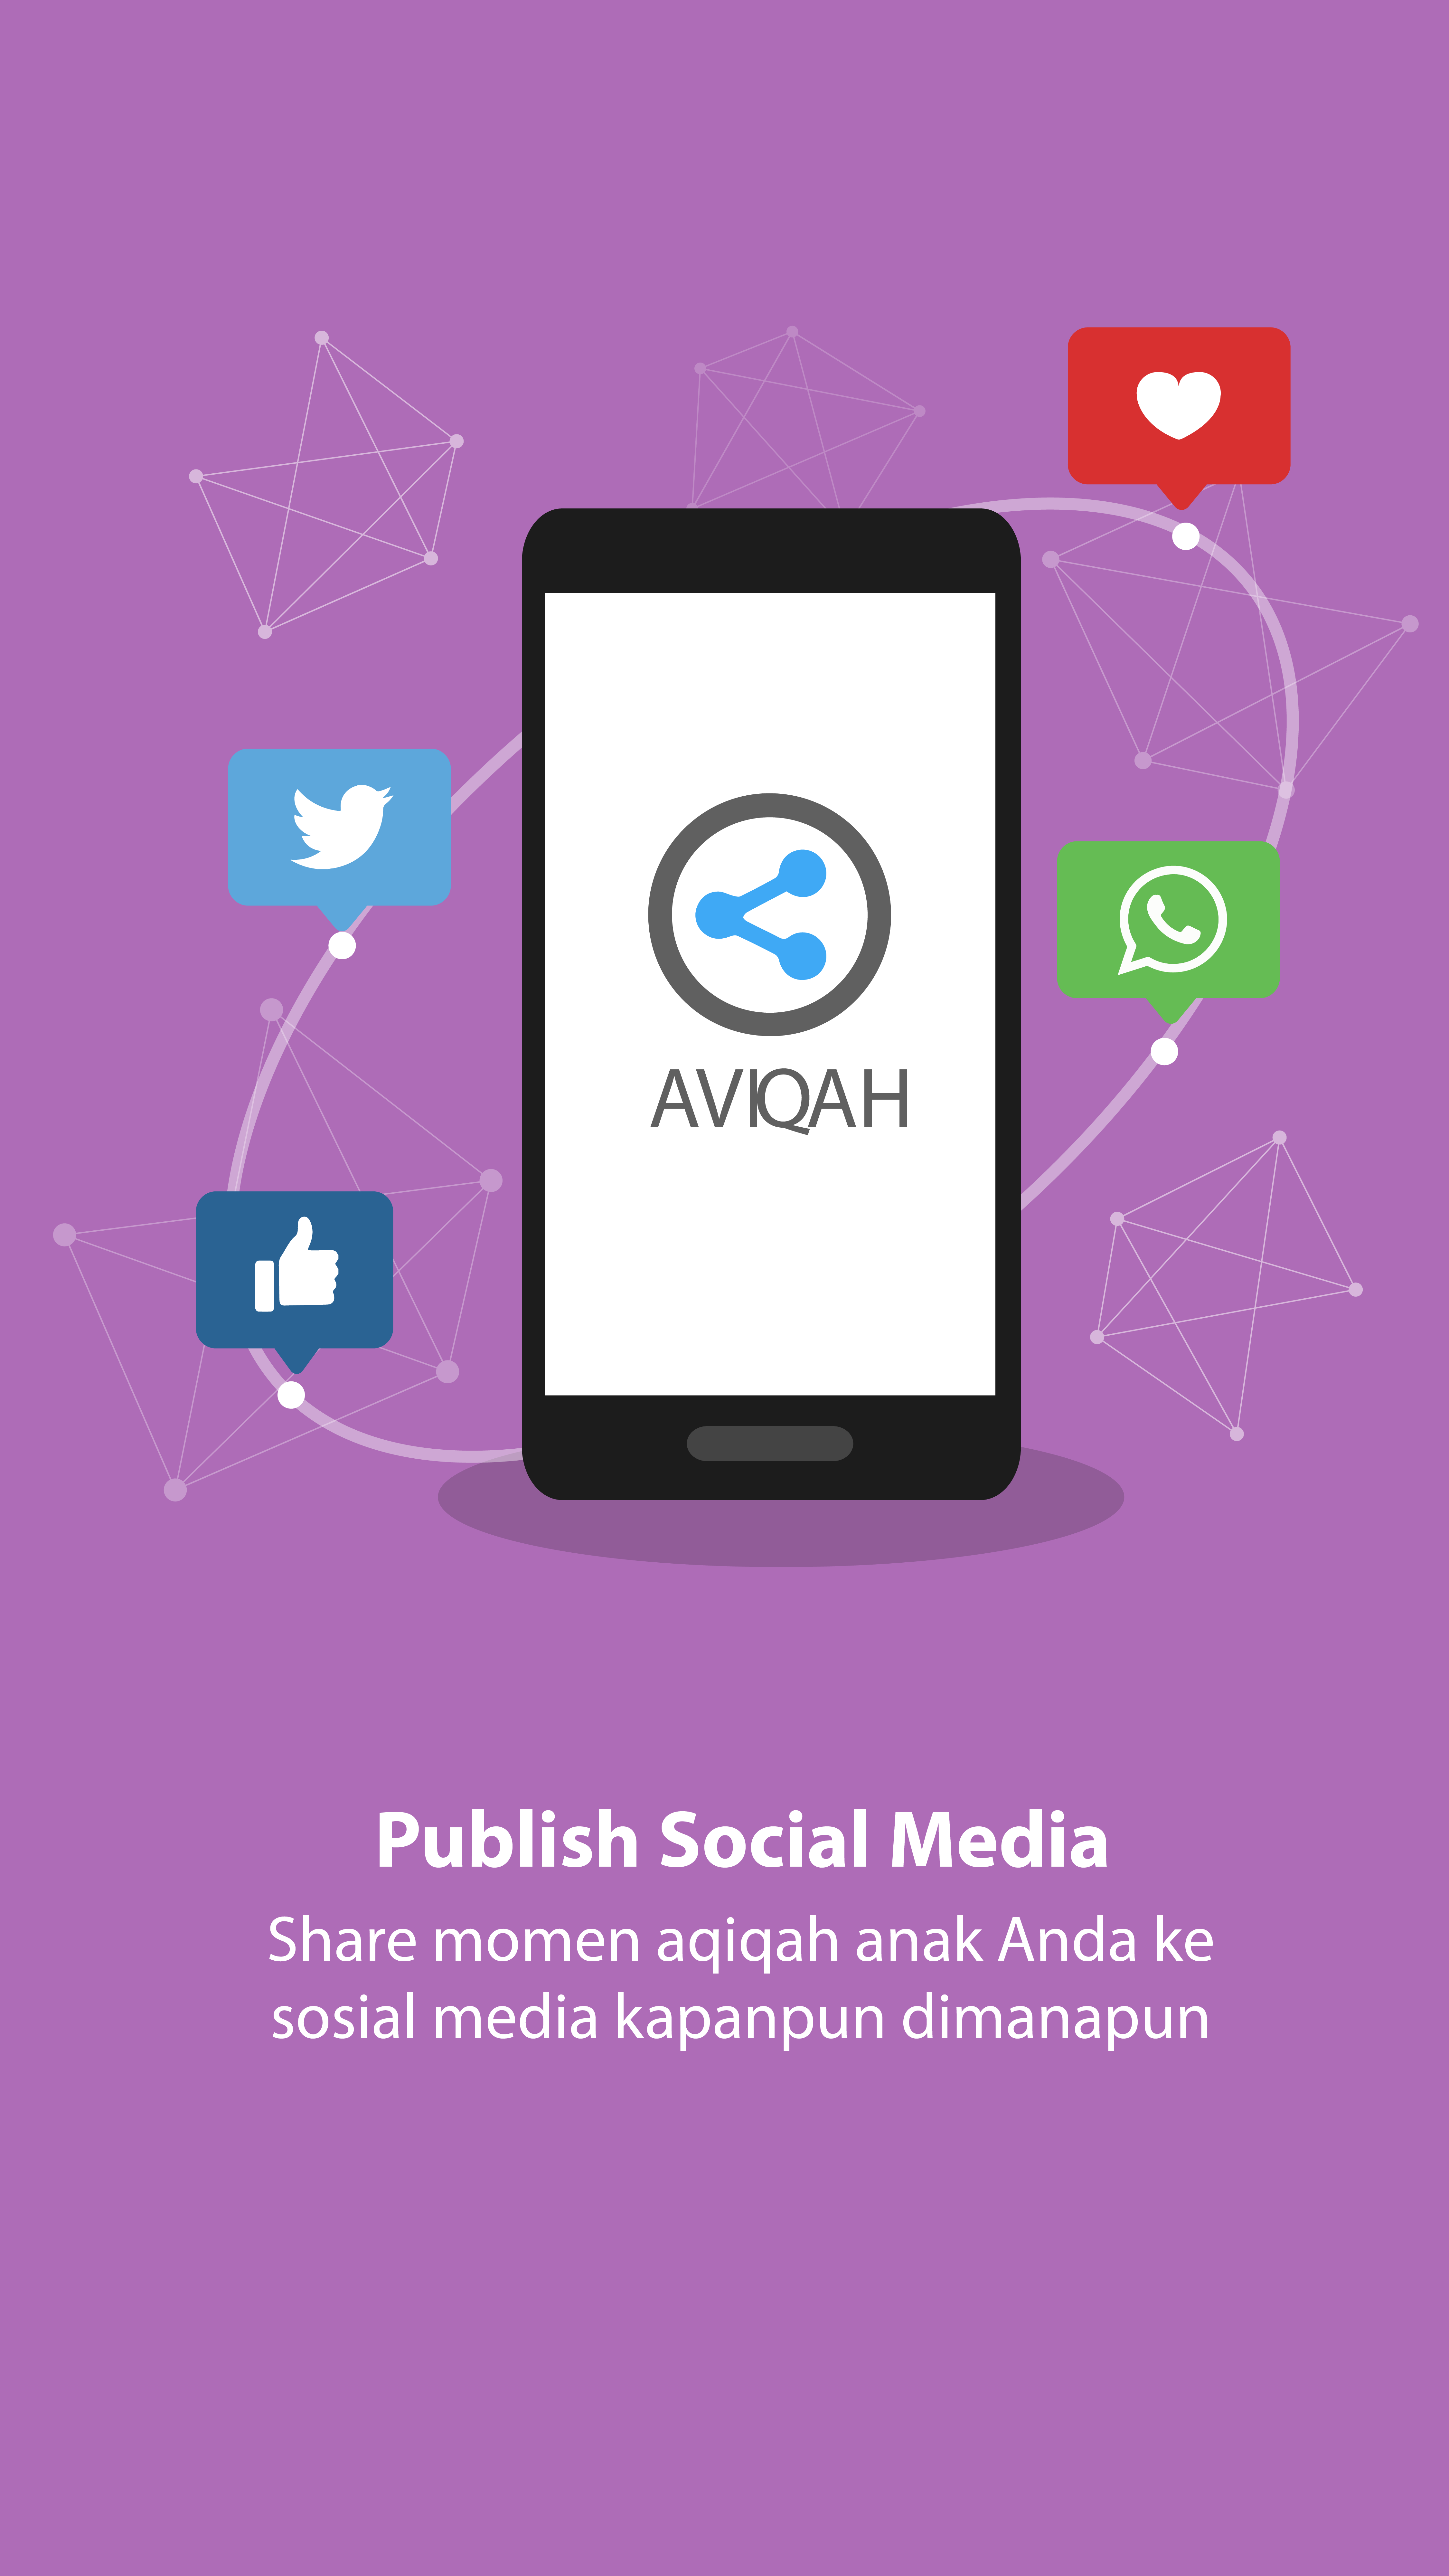 AVIQAH
Publish Social Media
Share momen aqiqah anak Anda ke
sosial media kapanpun dimanapun